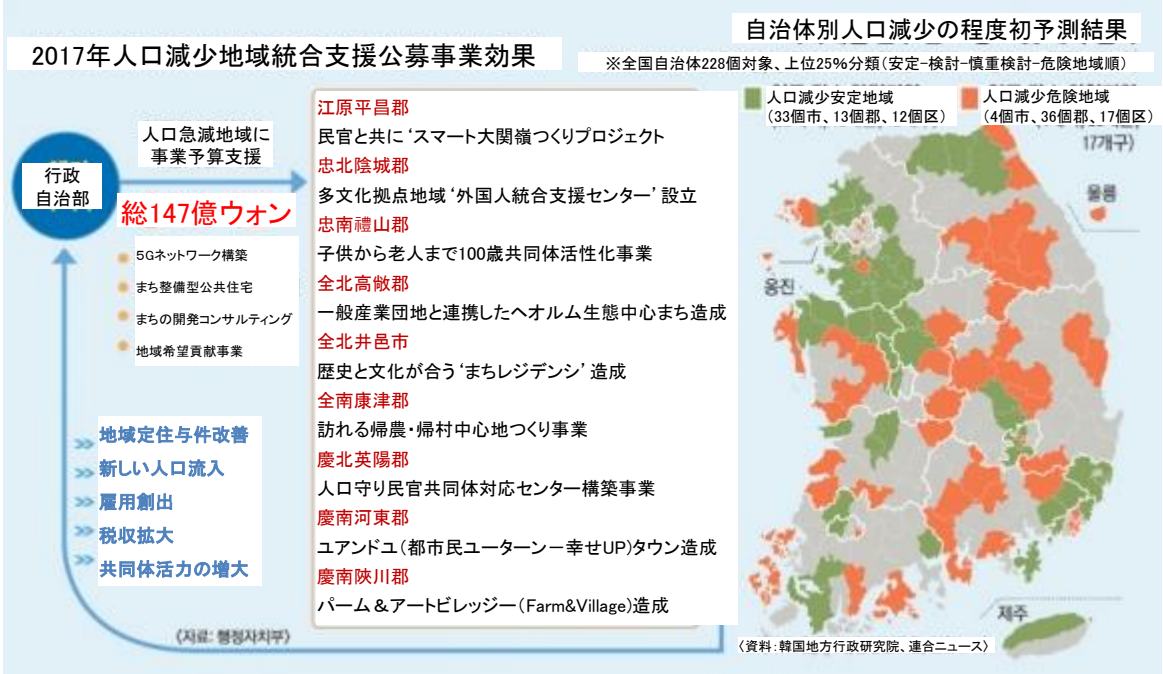 2017年人口減少地域統合支援公募事業効果
行政
自治部
人口急減地域に
事業予算支援
総147億ウォン
5Gネットワーク構築
まち整備型公共住宅
まちの開発コンサルティング
地域希望貢献事業
地域定住与件改善
新しい人口流入
雇用創出
税収拡大
共同体活力の増大
江原平昌郡
民官と共に‘スマート大関嶺つくりプロジェクト
忠北陰城郡
多文化拠点地域‘外国人統合支援センター’設立
忠南禮山郡
子供から老人まで100歳共同体活性化事業
全北高敞郡
一般産業団地と連携したヘオルム生態中心まち造成
全北井邑市
歴史と文化が合う‘まちレジデンシ’造成
全南康津郡
訪れる帰農・帰村中心地つくり事業
慶北英陽郡
人口守り民官共同体対応センター構築事業
慶南河東郡
ユアンドユ(都市民ユーターン－幸せUP)タウン造成
慶南陜川郡
パーム＆アートビレッジー(Farm&Village)造成
〈자료: 행정자치부〉
自治体別人口減少の程度初予測結果
※全国自治体228個対象、上位25%分類(安定-検討-慎重検討-危険地域順)
人口減少安定地域
(33個市、13個郡、12個区)
人口減少危険地域
(4個市、36個郡、17個区)
17개구)
울릉
옹진
제주
〈資料：韓国地方行政研究院、連合ニュース〉